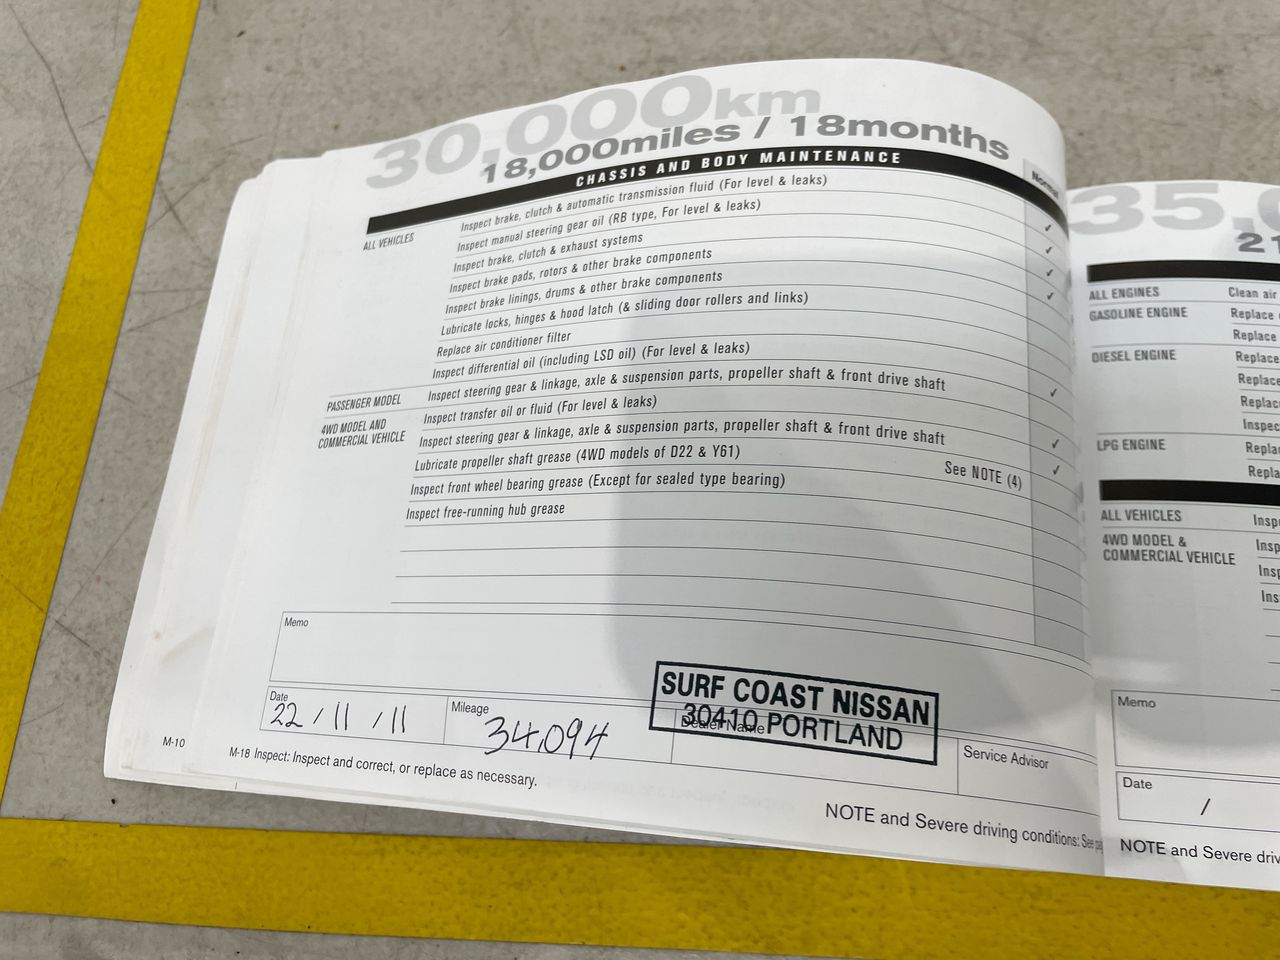 30,000km
18,000miles / 18months
CHASSIS AND BODY MAINTENANCE
Normal
ALL VEHICLES
Inspect brake, clutch & automatic transmission fluid (For level & leaks)
Inspect manual steering gear oil (RB type, For level & leaks) ✓
Inspect brake, clutch & exhaust systems ✓
Inspect brake pads, rotors & other brake components ✓
Inspect brake linings, drums & other brake components ✓
Lubricate locks, hinges & hood latch (& sliding door rollers and links)
Replace air conditioner filter
Inspect differential oil (including LSD oil) (For level & leaks)
PASSENGER MODEL
Inspect steering gear & linkage, axle & suspension parts, propeller shaft & front drive shaft ✓
4WD MODEL AND
COMMERCIAL VEHICLE
Inspect transfer oil or fluid (For level & leaks)
Inspect steering gear & linkage, axle & suspension parts, propeller shaft & front drive shaft ✓
Lubricate propeller shaft grease (4WD models of D22 & Y61) ✓
Inspect front wheel bearing grease (Except for sealed type bearing) See NOTE (4)
Inspect free-running hub grease
Memo
Date
22 / 11 / 11
Mileage
34,094
SURF COAST NISSAN
30410 PORTLAND
Dealer Name
Service Advisor
M-10
M-18 Inspect: Inspect and correct, or replace as necessary.
NOTE and Severe driving conditions: See
35,
21
ALL ENGINES Clean air
GASOLINE ENGINE Replace
Replace
DIESEL ENGINE Replace
Replace
Replace
Inspec
LPG ENGINE Repla
Repla
ALL VEHICLES Insp
4WD MODEL &
COMMERCIAL VEHICLE
Insp
Insp
Ins
Memo
Date
/
NOTE and Severe driv